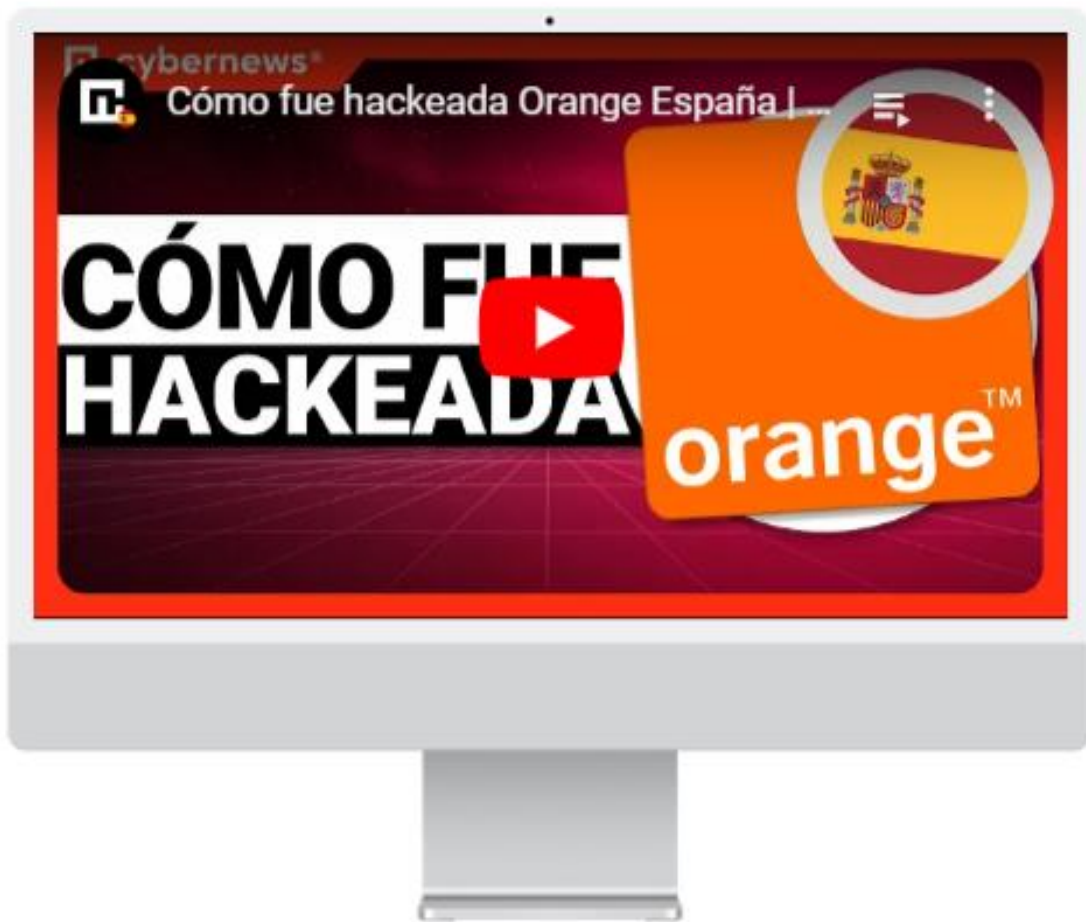 cybernews®
Cómo fue hackeada Orange España | ...
CÓMO FUE
HACKEADA
orange™